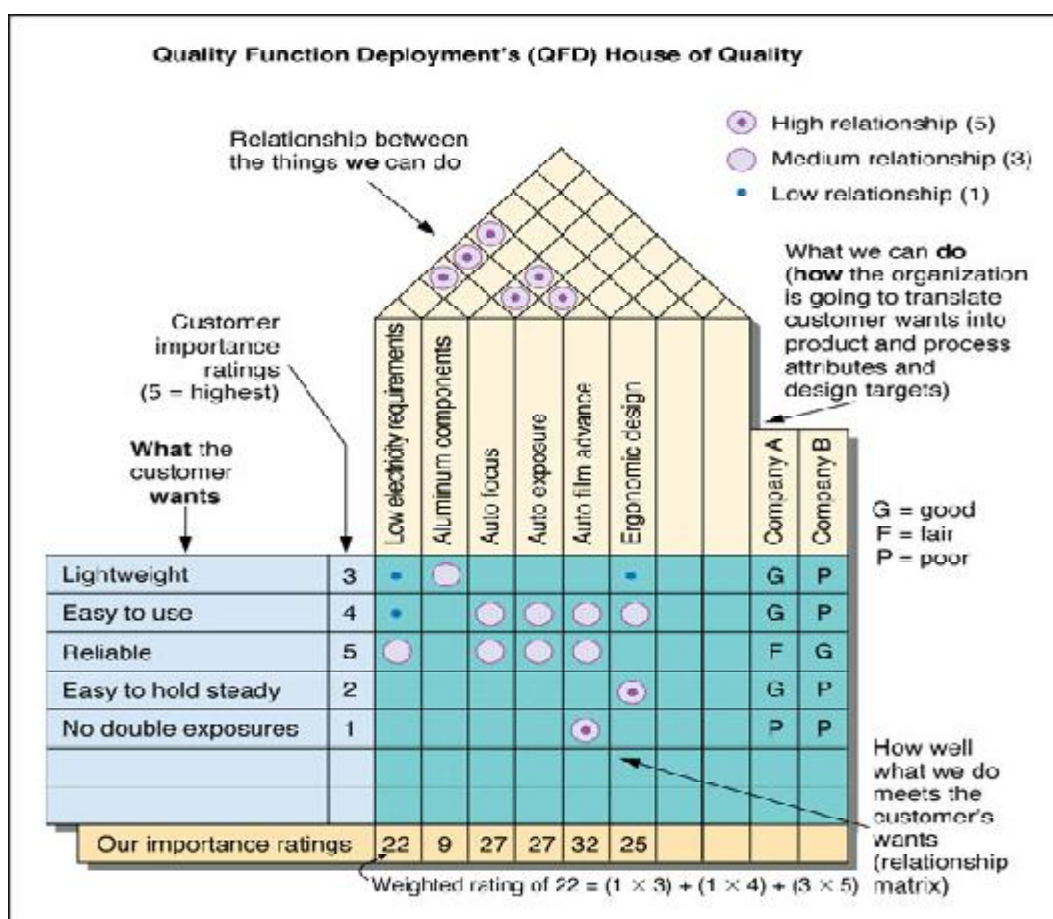 Quality Function Deployment's (QFD) House of Quality
Relationship between
the things we can do
High relationship (5)
Medium relationship (3)
Low relationship (1)
What we can do
(how the organization
is going to translate
customer wants into
product and process
attributes and
design targets)
Customer
importance
ratings
(5 = highest)
What the
customer
wants
Low electricity requirements
Aluminum components
Auto focus
Auto exposure
Auto film advance
Ergonomic design
Company A
Company B
G = good
F = fair
P = poor
Lightweight 3 G P
Easy to use 4 G P
Reliable 5 F G
Easy to hold steady 2 G P
No double exposures 1 P P
How well
what we do
meets the
customer's
wants
(relationship
matrix)
Our importance ratings 22 9 27 27 32 25
Weighted rating of 22 = (1 × 3) + (1 × 4) + (3 × 5)